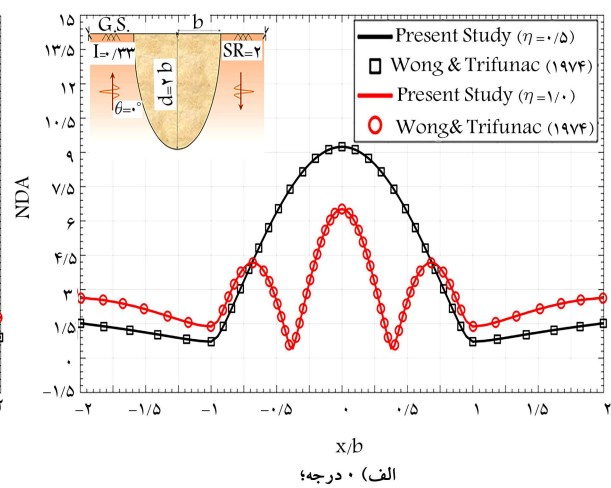 ۱۵
۱۳/۵
۱۲
۱۰/۵
۹
۷/۵
۶
۴/۵
۳
۱/۵
۰
-۱/۵
NDA
G.S.
b
I=۰/۳۳
SR=۲
d=۲ b
θ=۰°
Present Study (η =۰/۵)
Wong & Trifunac (۱۹۷۴)
Present Study (η=۱/۰)
Wong& Trifunac (۱۹۷۴)
-۲ -۱/۵ -۱ -۰/۵ ۰ ۰/۵ ۱ ۱/۵ ۲
x/b
الف) ۰ درجه؛